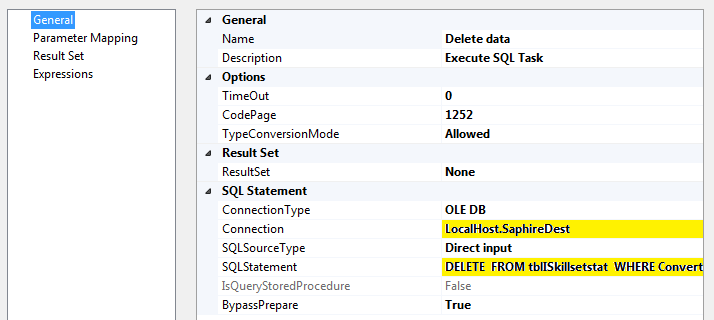 General
Parameter Mapping
Result Set
Expressions
General
Name Delete data
Description Execute SQL Task
Options
TimeOut 0
CodePage 1252
TypeConversionMode Allowed
Result Set
ResultSet None
SQL Statement
ConnectionType OLE DB
Connection LocalHost.SaphireDest
SQLSourceType Direct input
SQLStatement DELETE FROM tblISkillsetstat WHERE Convert
IsQueryStoredProcedure False
BypassPrepare True